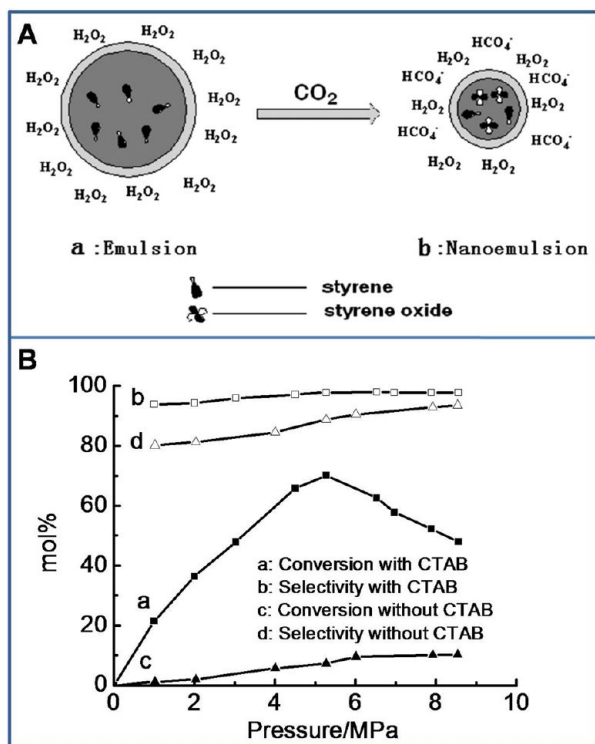 A
H₂O₂ H₂O₂
H₂O₂ H₂O₂
H₂O₂ H₂O₂
H₂O₂ H₂O₂
H₂O₂ H₂O₂
H₂O₂ H₂O₂
H₂O₂ H₂O₂
CO₂
HCO₄⁻ H₂O₂
H₂O₂ HCO₄⁻
HCO₄⁻ HCO₄⁻
H₂O₂ H₂O₂
HCO₄⁻ HCO₄⁻
H₂O₂ H₂O₂
a :Emulsion
b: Nanoemulsion
styrene
styrene oxide
B
100
80
60
40
20
0
mol%
b
d
a
c
a: Conversion with CTAB
b: Selectivity with CTAB
c: Conversion without CTAB
d: Selectivity without CTAB
0 2 4 6 8 10
Pressure/MPa